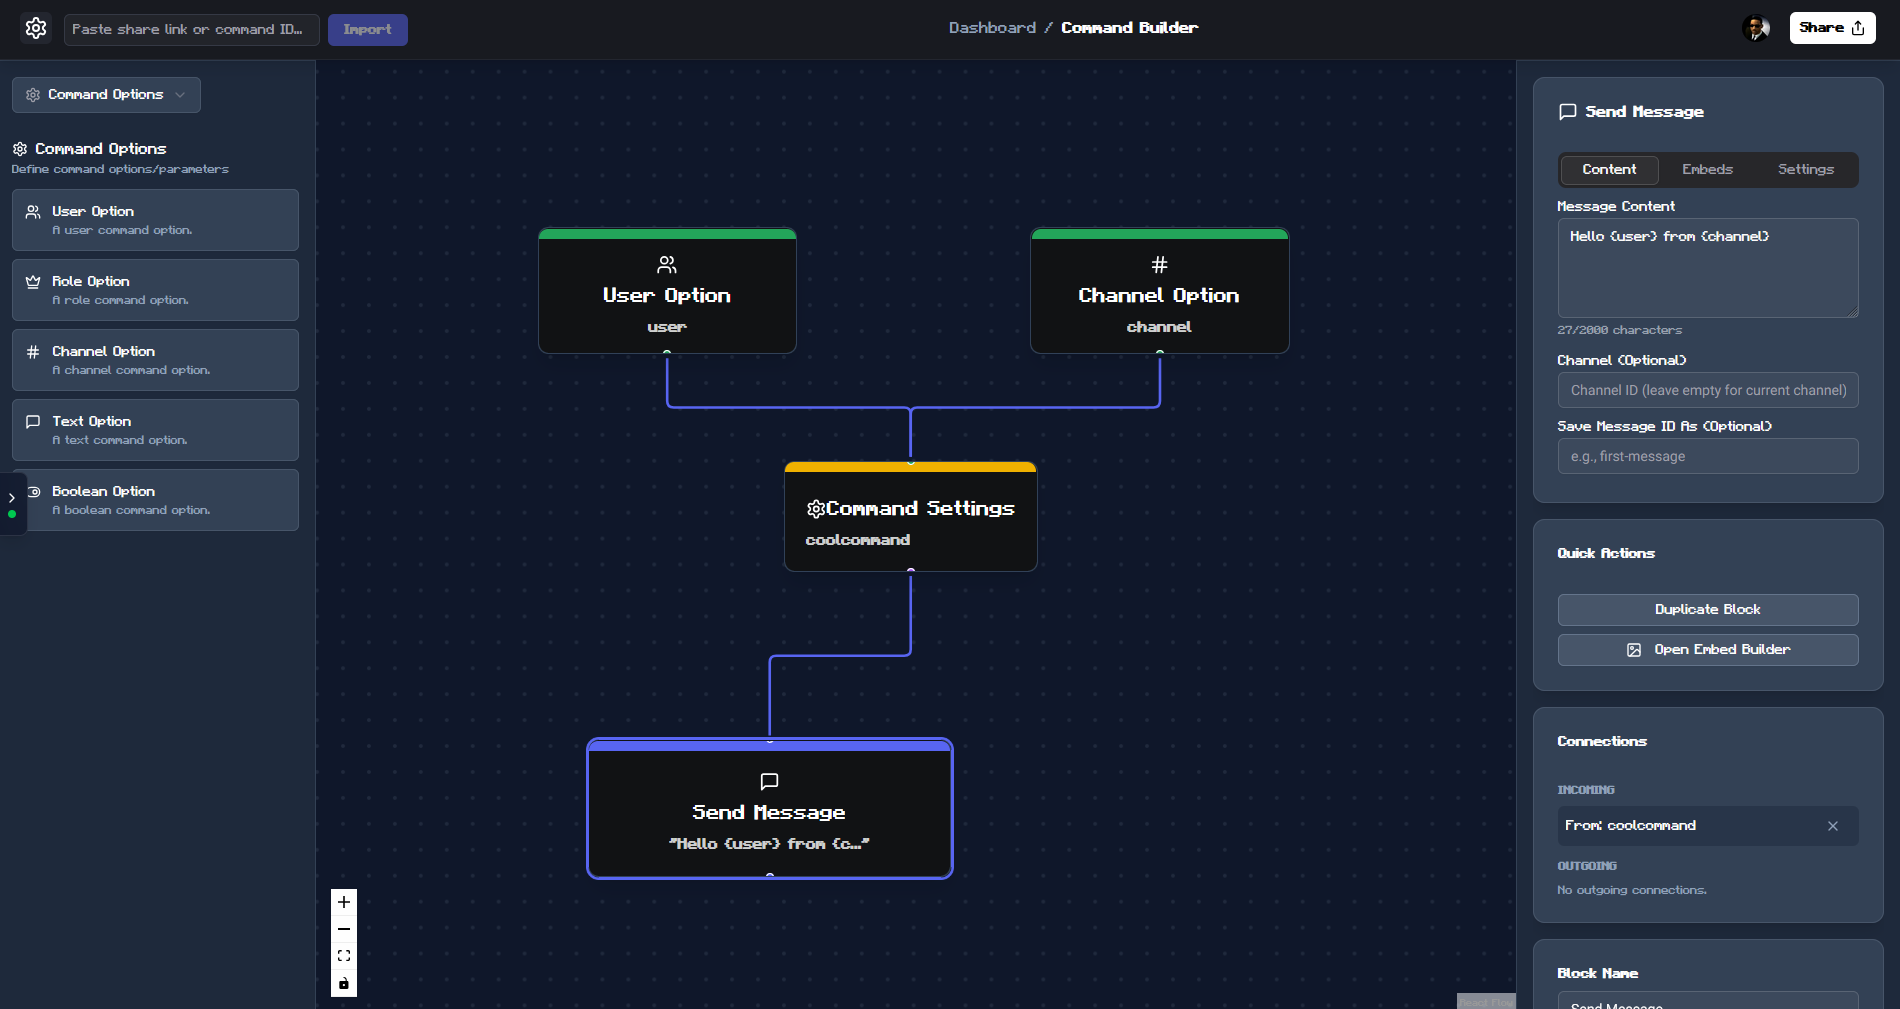 Paste share link or command ID...
Import
Dashboard / Command Builder
Share
Command Options
Command Options
Define command options/parameters
User Option
A user command option.
Role Option
A role command option.
Channel Option
A channel command option.
Text Option
A text command option.
Boolean Option
A boolean command option.
User Option
user
Channel Option
channel
Command Settings
coolcommand
Send Message
"Hello {user} from {c..."
React Flow
Send Message
Content
Embeds
Settings
Message Content
Hello {user} from {channel}
27/2000 characters
Channel (Optional)
Channel ID (leave empty for current channel)
Save Message ID As (Optional)
e.g., first-message
Quick Actions
Duplicate Block
Open Embed Builder
Connections
INCOMING
From: coolcommand
OUTGOING
No outgoing connections.
Block Name
Send Message